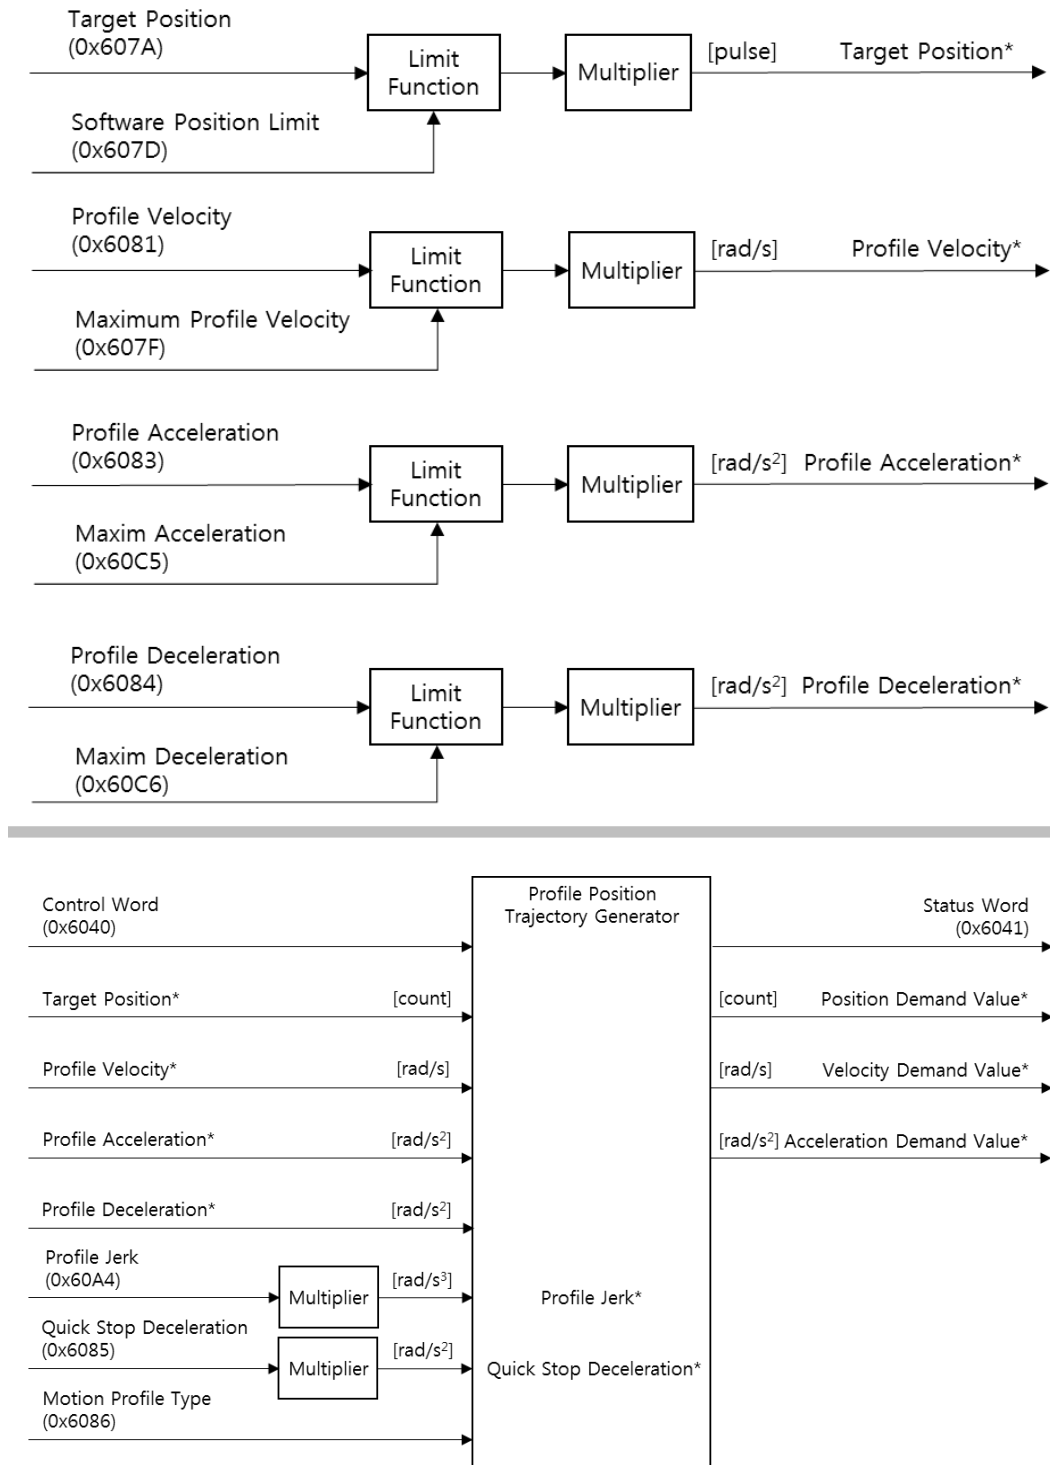 Target Position
(0x607A)
Limit
Function
Multiplier
[pulse] Target Position*
Software Position Limit
(0x607D)
Profile Velocity
(0x6081)
Limit
Function
Multiplier
[rad/s] Profile Velocity*
Maximum Profile Velocity
(0x607F)
Profile Acceleration
(0x6083)
Limit
Function
Multiplier
[rad/s²] Profile Acceleration*
Maxim Acceleration
(0x60C5)
Profile Deceleration
(0x6084)
Limit
Function
Multiplier
[rad/s²] Profile Deceleration*
Maxim Deceleration
(0x60C6)
Profile Position
Trajectory Generator
Control Word
(0x6040)
Status Word
(0x6041)
Target Position* [count]
[count] Position Demand Value*
Profile Velocity* [rad/s]
[rad/s] Velocity Demand Value*
Profile Acceleration* [rad/s²]
[rad/s²] Acceleration Demand Value*
Profile Deceleration* [rad/s²]
Profile Jerk
(0x60A4)
Multiplier
[rad/s³]
Profile Jerk*
Quick Stop Deceleration
(0x6085)
Multiplier
[rad/s²]
Quick Stop Deceleration*
Motion Profile Type
(0x6086)